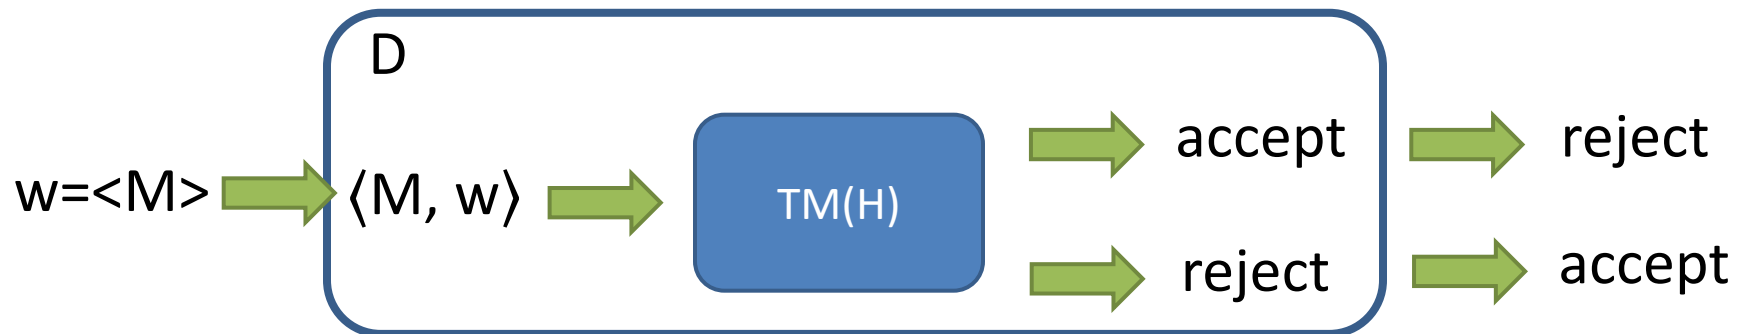 D
accept
reject
w=<M>
⟨M, w⟩
TM(H)
reject
accept